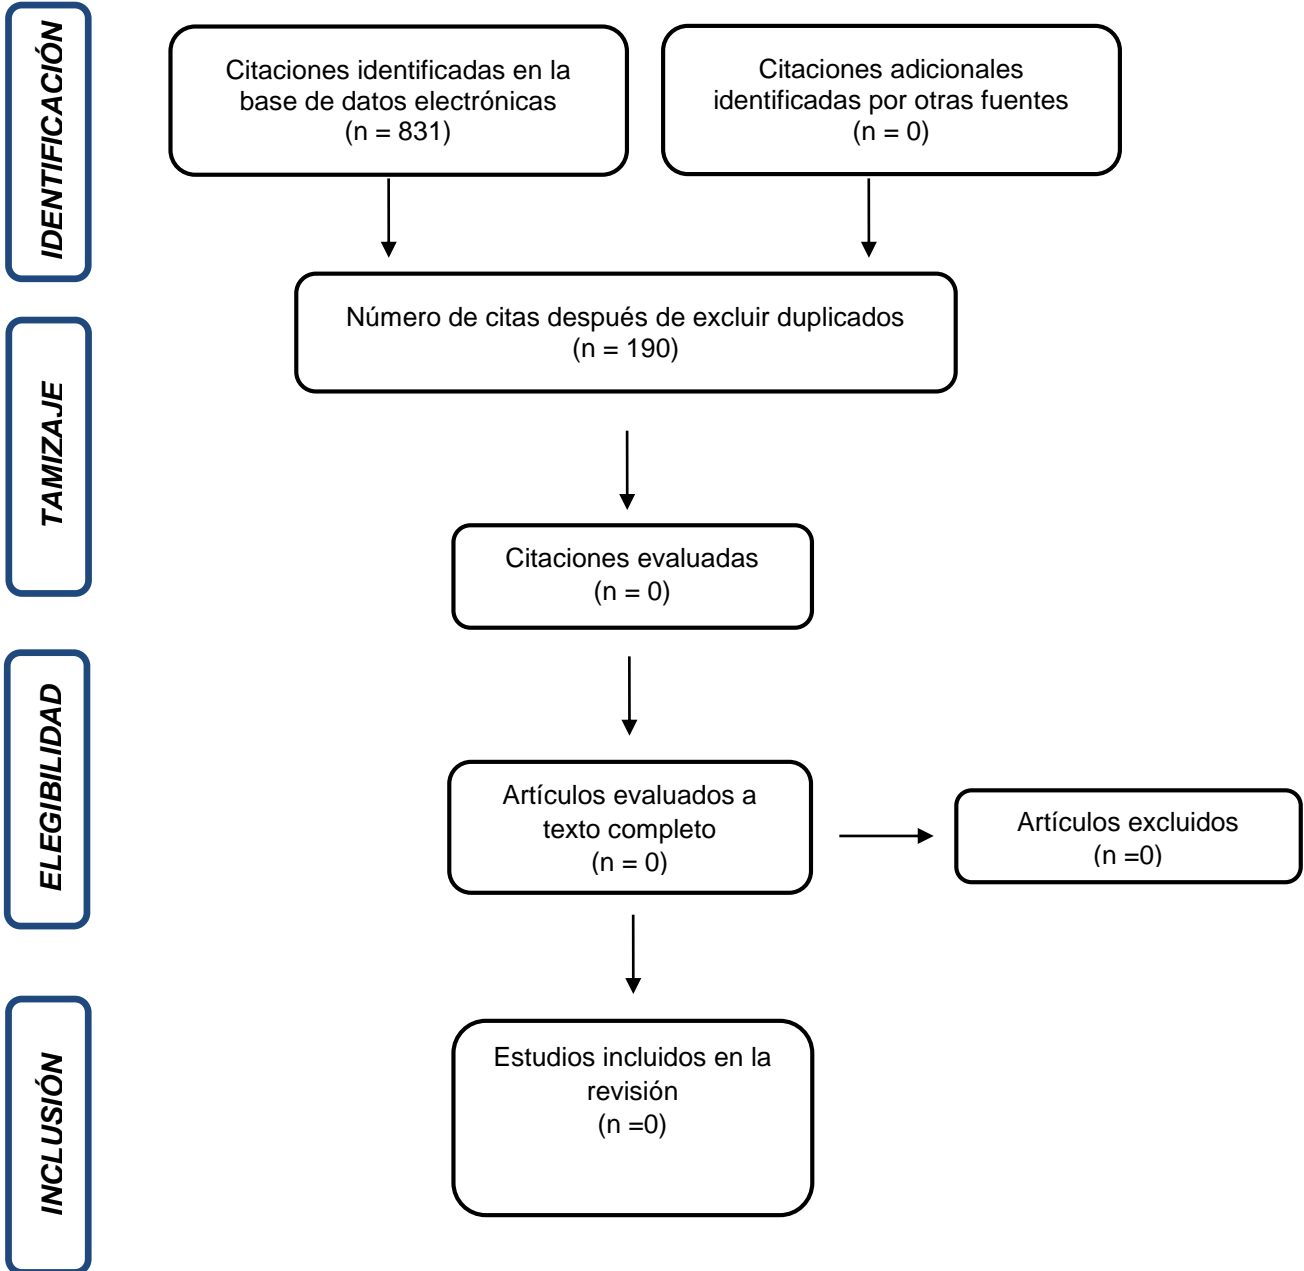 IDENTIFICACIÓN
Citaciones identificadas en la
base de datos electrónicas
(n = 831)
Citaciones adicionales
identificadas por otras fuentes
(n = 0)
Número de citas después de excluir duplicados
(n = 190)
TAMIZAJE
Citaciones evaluadas
(n = 0)
ELEGIBILIDAD
Artículos evaluados a
texto completo
(n = 0)
Artículos excluidos
(n =0)
INCLUSIÓN
Estudios incluidos en la
revisión
(n =0)